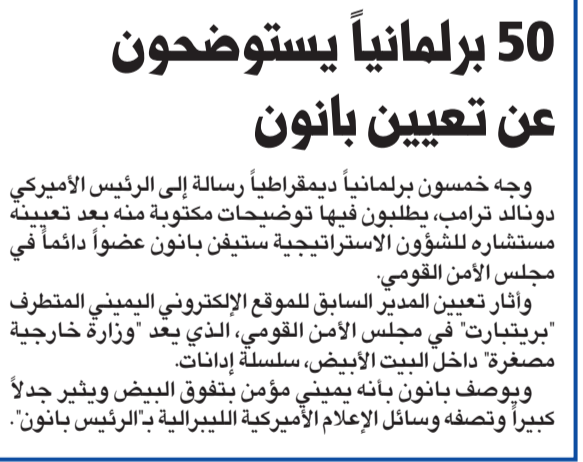 50 برلمانياً يستوضحون
عن تعيين بانون
وجه خمسون برلمانياً ديمقراطياً رسالة إلى الرئيس الأميركي
دونالد ترامب، يطلبون فيها توضيحات مكتوبة منه بعد تعيينه
مستشاره للشؤون الاستراتيجية ستيفن بانون عضواً دائماً في
مجلس الأمن القومي.
وأثار تعيين المدير السابق للموقع الإلكتروني اليميني المتطرف
"بريتبارت" في مجلس الأمن القومي، الذي يعد "وزارة خارجية
مصغرة" داخل البيت الأبيض، سلسلة إدانات.
ويوصف بانون بأنه يميني مؤمن بتفوق البيض ويثير جدلاً
كبيراً وتصفه وسائل الإعلام الأميركية الليبرالية بـ"الرئيس بانون".